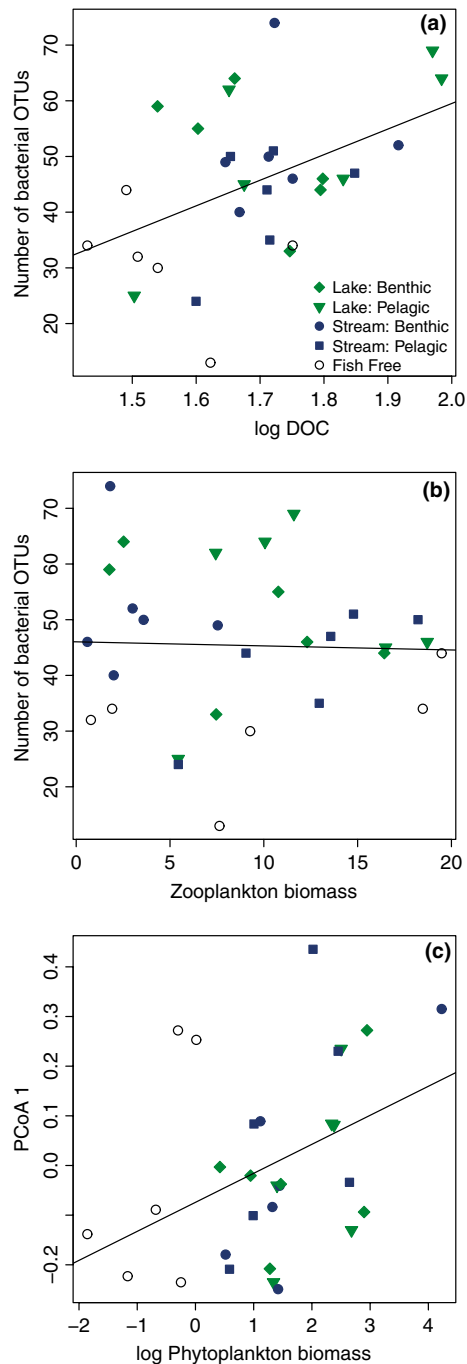 (a)
Number of bacterial OTUs
70
60
50
40
30
20
Lake: Benthic
Lake: Pelagic
Stream: Benthic
Stream: Pelagic
Fish Free
1.5 1.6 1.7 1.8 1.9 2.0
log DOC
(b)
Number of bacterial OTUs
70
60
50
40
30
20
0 5 10 15 20
Zooplankton biomass
(c)
PCoA 1
0.4
0.3
0.2
0.1
0.0
−0.2
−2 −1 0 1 2 3 4
log Phytoplankton biomass